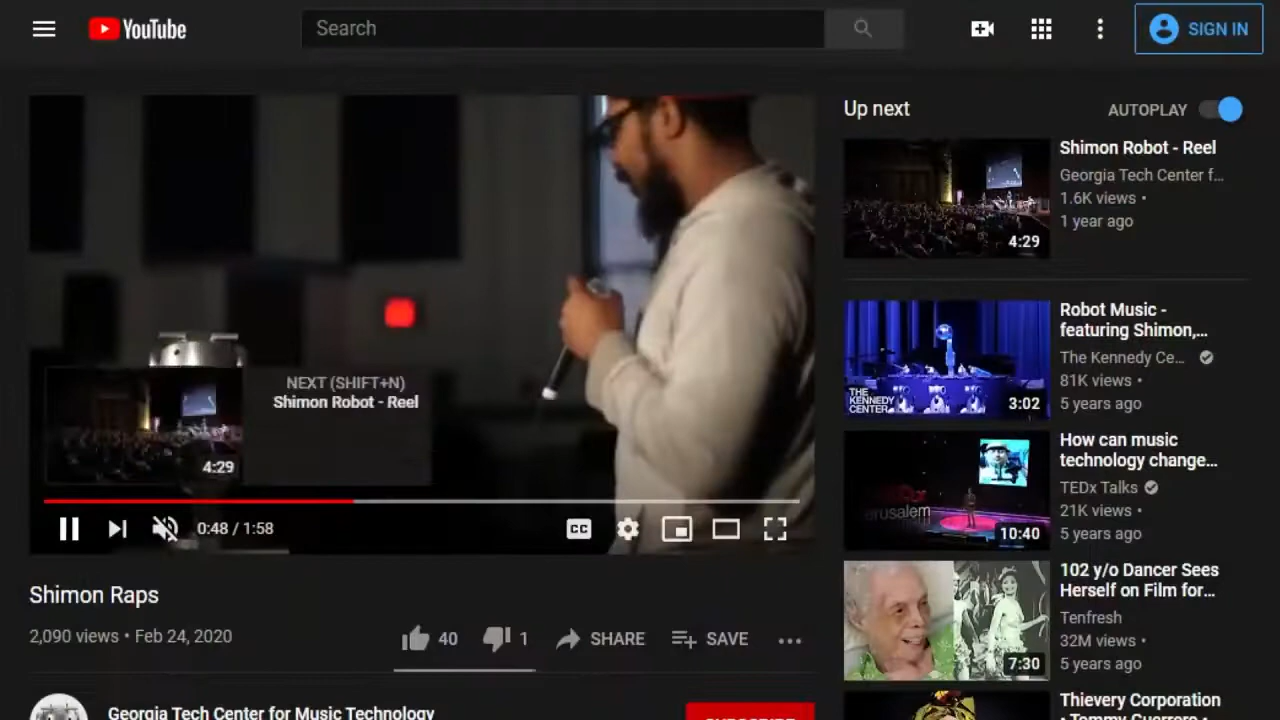 YouTube
Search
SIGN IN
Up next
AUTOPLAY
Shimon Robot - Reel
Georgia Tech Center f...
1.6K views •
1 year ago
4:29
Robot Music -
featuring Shimon,...
The Kennedy Ce...
81K views •
5 years ago
THE
KENNEDY
CENTER
3:02
How can music
technology change...
TEDx Talks
21K views •
5 years ago
erusalem
10:40
102 y/o Dancer Sees
Herself on Film for...
Tenfresh
32M views •
5 years ago
7:30
Thievery Corporation
NEXT (SHIFT+N)
Shimon Robot - Reel
4:29
0:48 / 1:58
CC
Shimon Raps
2,090 views • Feb 24, 2020
40
1
SHARE
SAVE
Georgia Tech Center for Music Technology